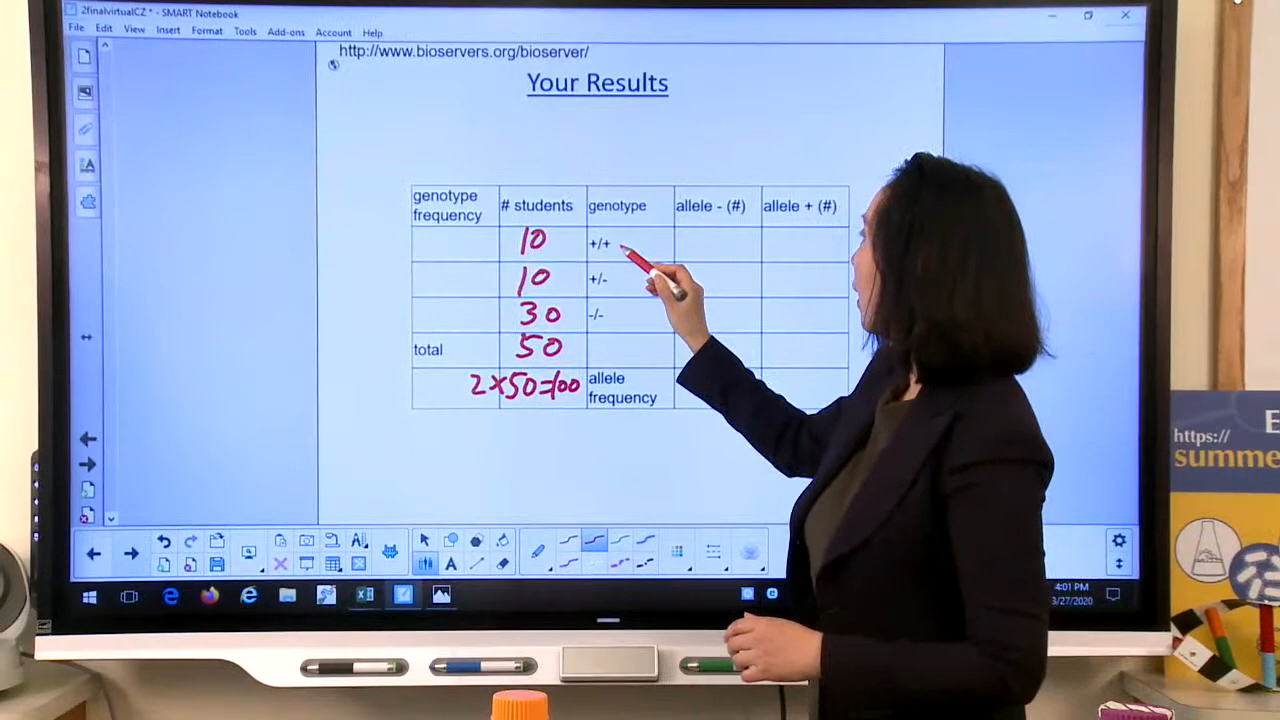 2finalvirtualCZ * - SMART Notebook
File Edit View Insert Format Tools Add-ons Account Help
http://www.bioservers.org/bioserver/
Your Results
genotype frequency # students genotype allele - (#) allele + (#)
10 +/+
10 +/-
30 -/-
total 50
2×50=100 allele frequency
4:01 PM
3/27/2020
E
https://
summe